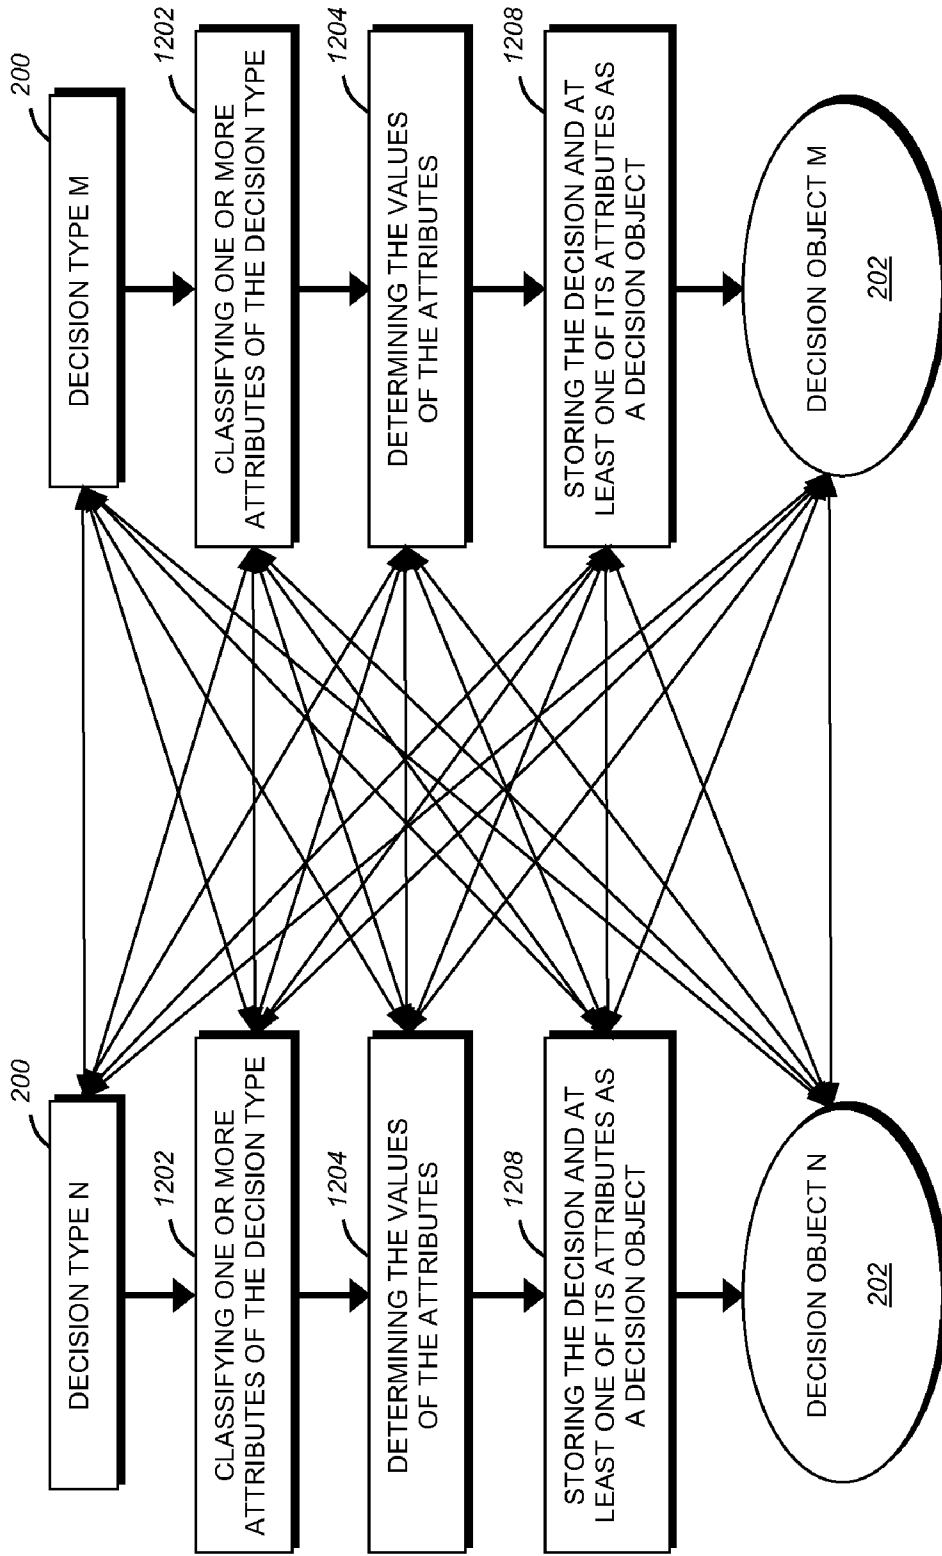 200
DECISION TYPE N
1202
CLASSIFYING ONE OR MORE
ATTRIBUTES OF THE DECISION TYPE
1204
DETERMINING THE VALUES
OF THE ATTRIBUTES
1208
STORING THE DECISION AND AT
LEAST ONE OF ITS ATTRIBUTES AS
A DECISION OBJECT
DECISION OBJECT N
202
200
DECISION TYPE M
1202
CLASSIFYING ONE OR MORE
ATTRIBUTES OF THE DECISION TYPE
1204
DETERMINING THE VALUES
OF THE ATTRIBUTES
1208
STORING THE DECISION AND AT
LEAST ONE OF ITS ATTRIBUTES AS
A DECISION OBJECT
DECISION OBJECT M
202